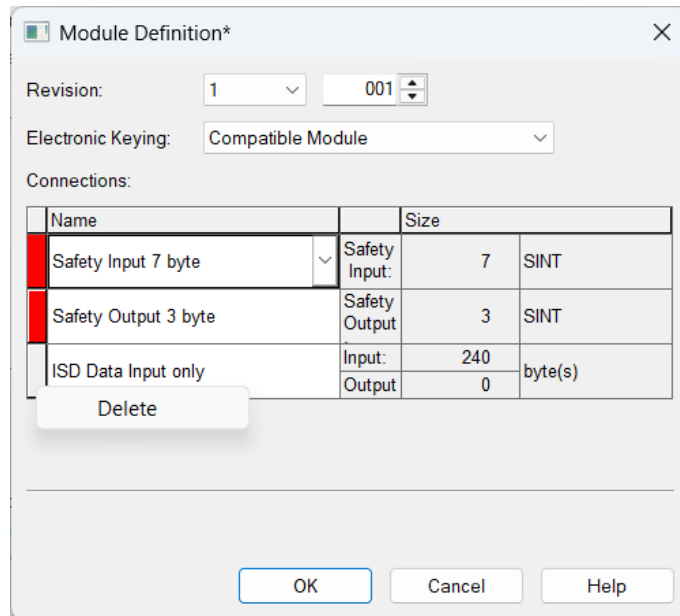 Module Definition*
Revision: 1 001
Electronic Keying: Compatible Module
Connections:
Name Size
Safety Input 7 byte Safety Input: 7 SINT
Safety Output 3 byte Safety Output 3 SINT
ISD Data Input only Input: 240 byte(s)
Output 0
Delete
OK Cancel Help